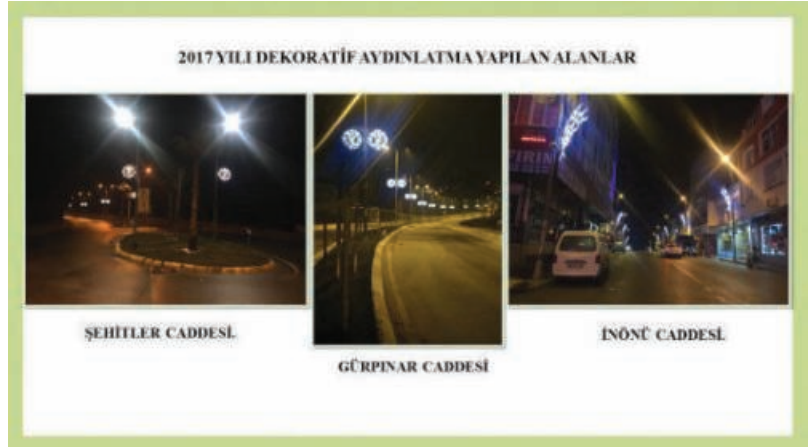 2017 YILI DEKORATİF AYDINLATMA YAPILAN ALANLAR
ŞEHİTLER CADDESİ
GÜRPINAR CADDESİ
İNÖNÜ CADDESİ